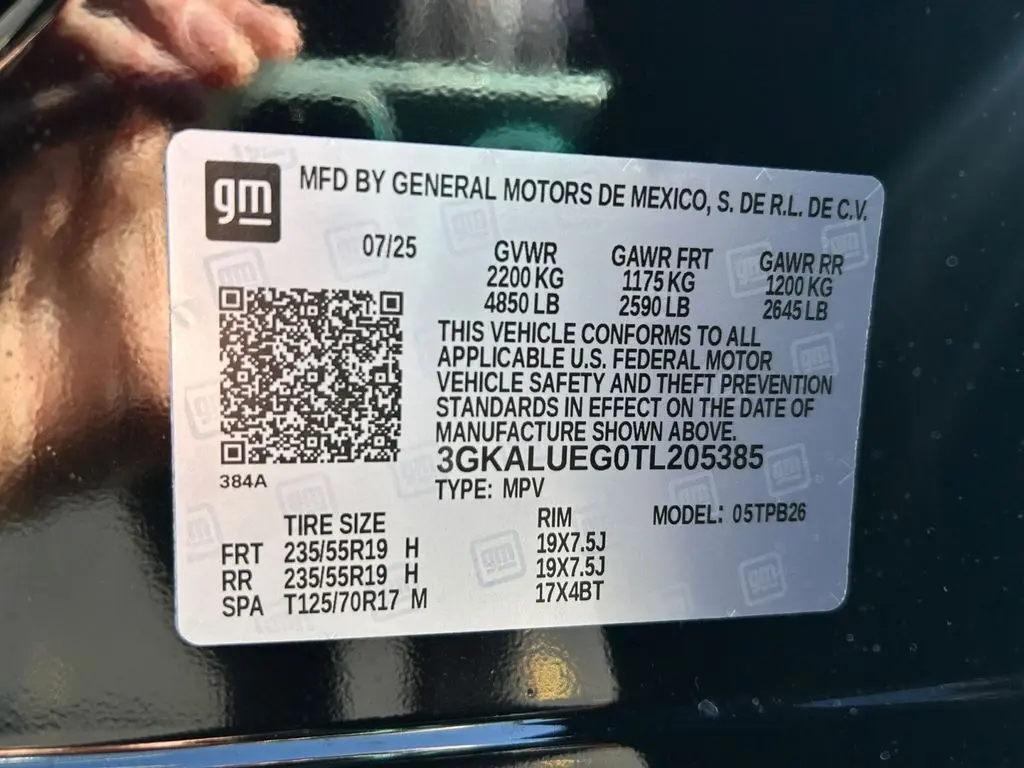 gm
MFD BY GENERAL MOTORS DE MEXICO, S. DE R.L. DE C.V.
07/25 GVWR GAWR FRT GAWR RR
2200 KG 1175 KG 1200 KG
4850 LB 2590 LB 2645 LB
THIS VEHICLE CONFORMS TO ALL
APPLICABLE U.S. FEDERAL MOTOR
VEHICLE SAFETY AND THEFT PREVENTION
STANDARDS IN EFFECT ON THE DATE OF
MANUFACTURE SHOWN ABOVE.
3GKALUEG0TL205385
384A
TYPE: MPV
MODEL: 05TPB26
TIRE SIZE RIM
FRT 235/55R19 H 19X7.5J
RR 235/55R19 H 19X7.5J
SPA T125/70R17 M 17X4BT